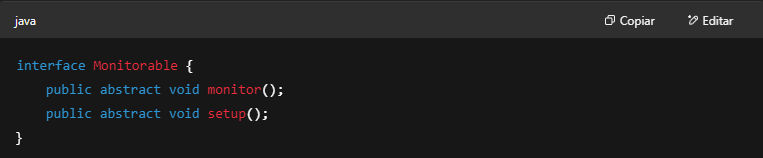 java Copiar Editar
interface Monitorable {
    public abstract void monitor();
    public abstract void setup();
}